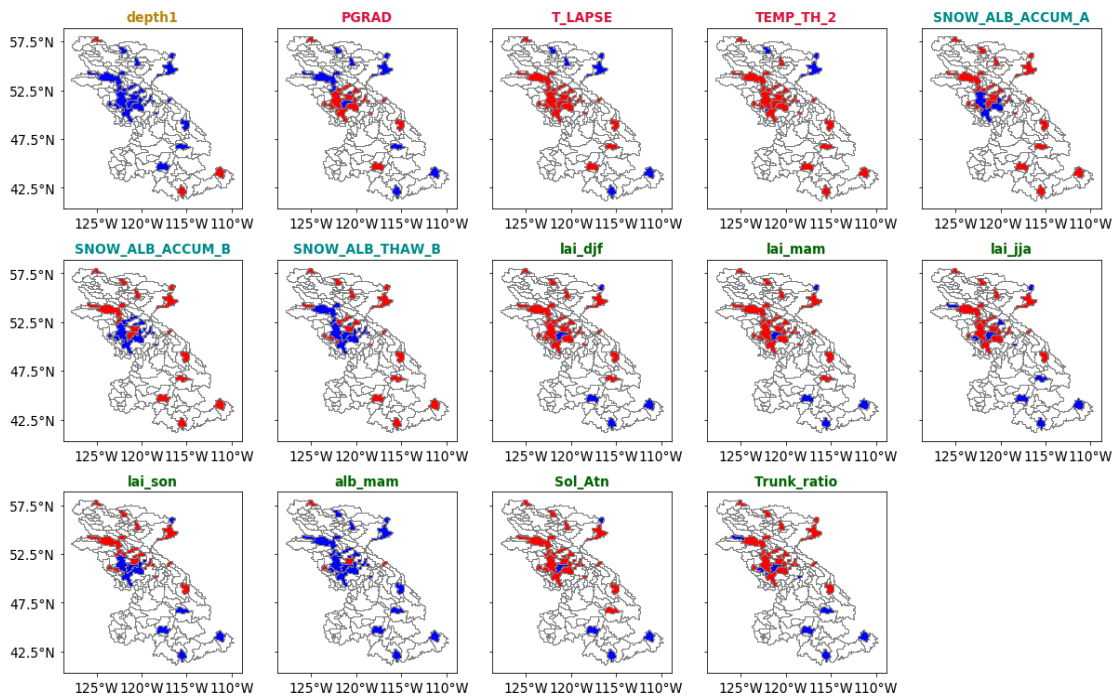 depth1 PGRAD T_LAPSE TEMP_TH_2 SNOW_ALB_ACCUM_A
57.5°N
52.5°N
47.5°N
42.5°N
125°W 120°W 115°W 110°W 125°W 120°W 115°W 110°W 125°W 120°W 115°W 110°W 125°W 120°W 115°W 110°W 125°W 120°W 115°W 110°W
SNOW_ALB_ACCUM_B SNOW_ALB_THAW_B lai_djf lai_mam lai_jja
57.5°N
52.5°N
47.5°N
42.5°N
125°W 120°W 115°W 110°W 125°W 120°W 115°W 110°W 125°W 120°W 115°W 110°W 125°W 120°W 115°W 110°W 125°W 120°W 115°W 110°W
lai_son alb_mam Sol_Atn Trunk_ratio
57.5°N
52.5°N
47.5°N
42.5°N
125°W 120°W 115°W 110°W 125°W 120°W 115°W 110°W 125°W 120°W 115°W 110°W 125°W 120°W 115°W 110°W